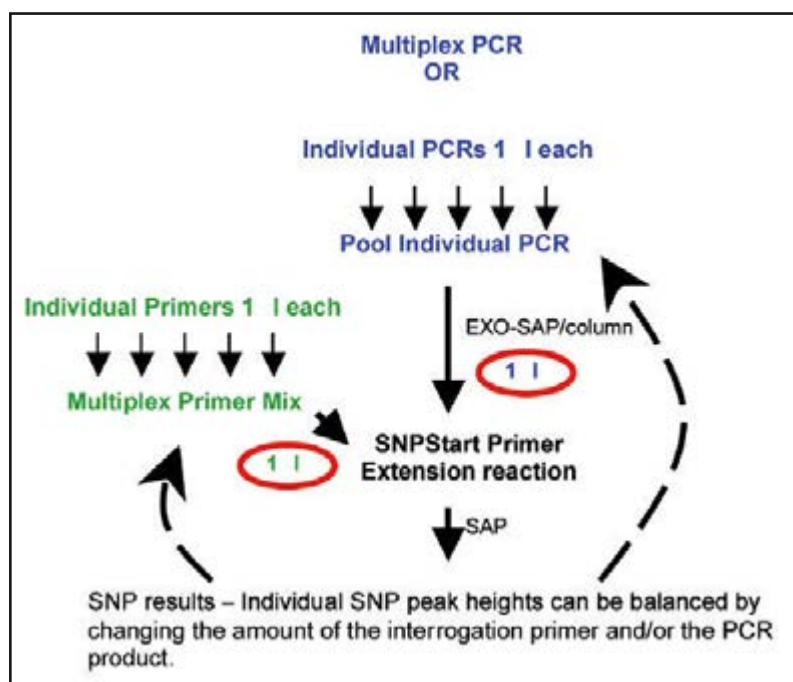 Multiplex PCR
OR
Individual PCRs 1 l each
Pool Individual PCR
Individual Primers 1 l each
EXO-SAP/column
1 l
Multiplex Primer Mix
SNPStart Primer
Extension reaction
1 l
SAP
SNP results – Individual SNP peak heights can be balanced by
changing the amount of the interrogation primer and/or the PCR
product.